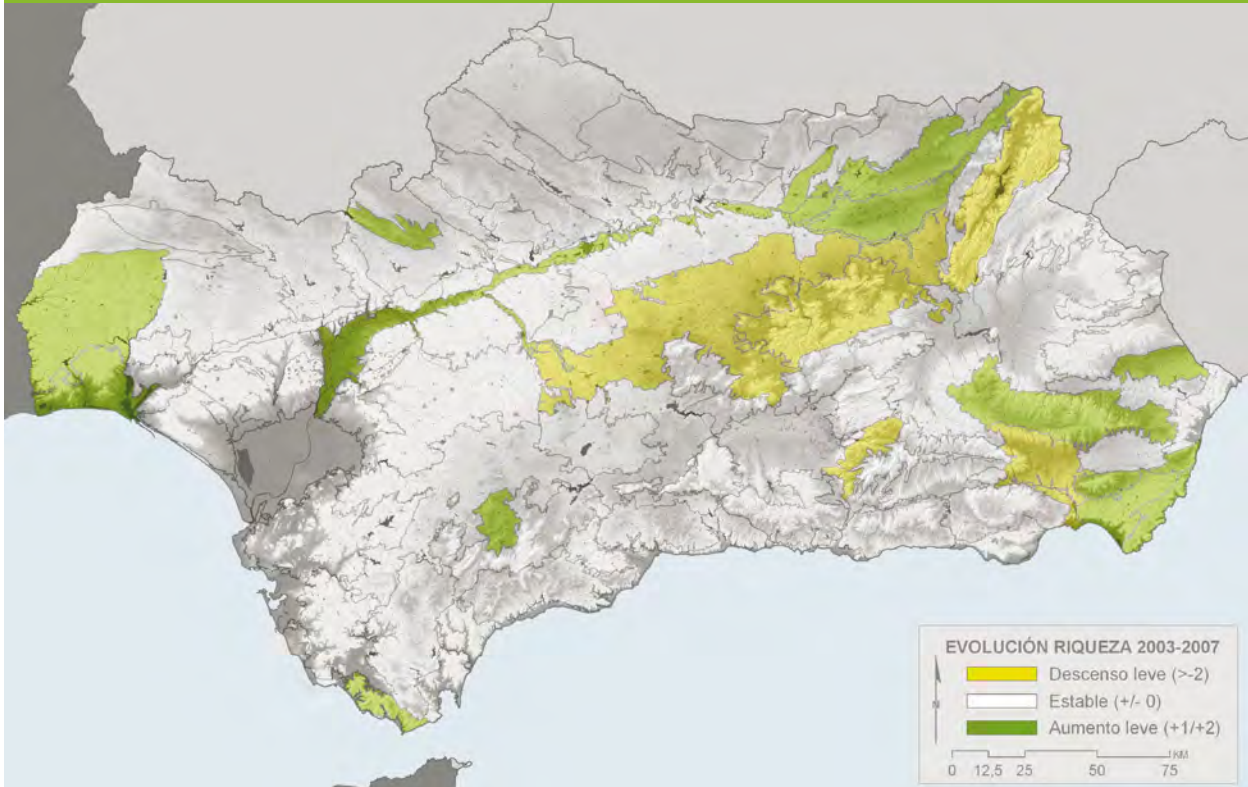 EVOLUCIÓN RIQUEZA 2003-2007
Descenso leve (>-2)
Estable (+/- 0)
Aumento leve (+1/+2)
N
KM
0 12,5 25 50 75